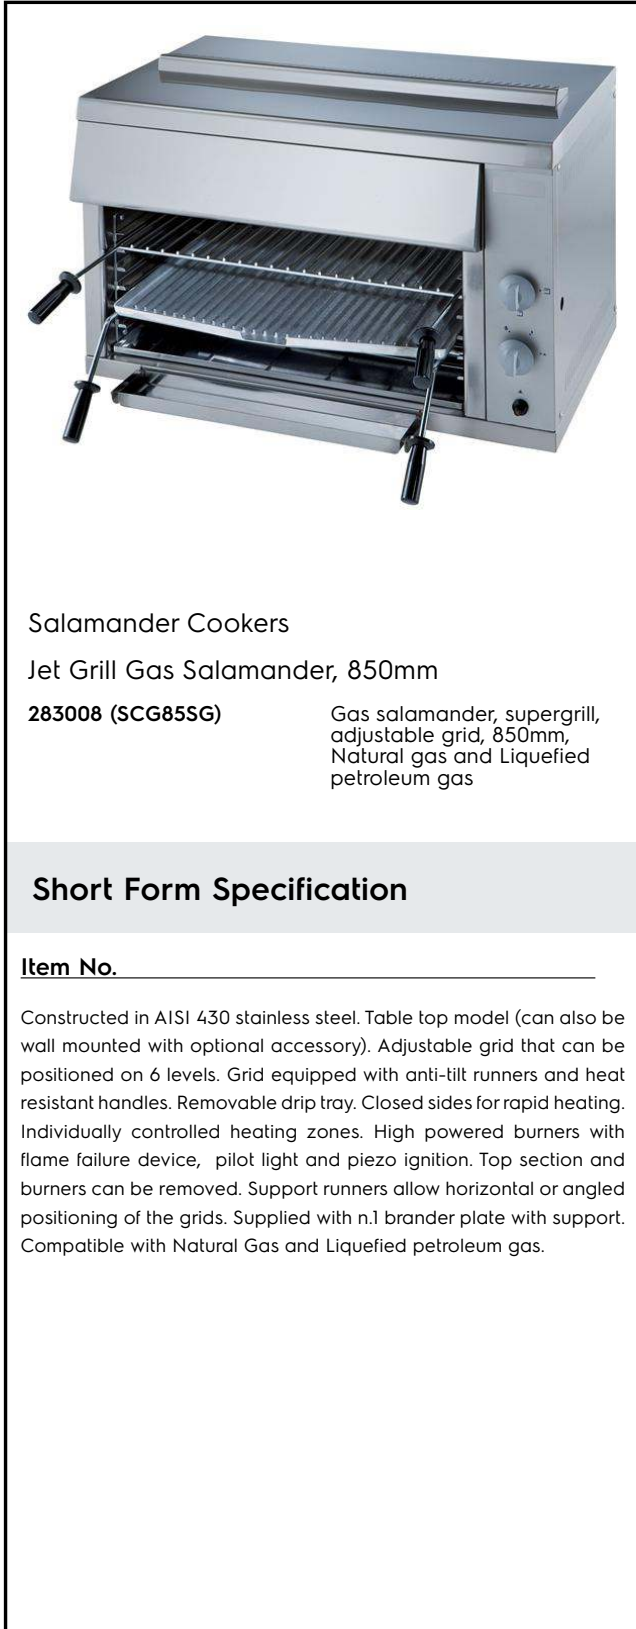 Salamander Cookers
Jet Grill Gas Salamander, 850mm
283008 (SCG85SG)
Gas salamander, supergrill,
adjustable grid, 850mm,
Natural gas and Liquefied
petroleum gas
Short Form Specification
Item No.
Constructed in AISI 430 stainless steel. Table top model (can also be
wall mounted with optional accessory). Adjustable grid that can be
positioned on 6 levels. Grid equipped with anti-tilt runners and heat
resistant handles. Removable drip tray. Closed sides for rapid heating.
Individually controlled heating zones. High powered burners with
flame failure device, pilot light and piezo ignition. Top section and
burners can be removed. Support runners allow horizontal or angled
positioning of the grids. Supplied with n.1 brander plate with support.
Compatible with Natural Gas and Liquefied petroleum gas.